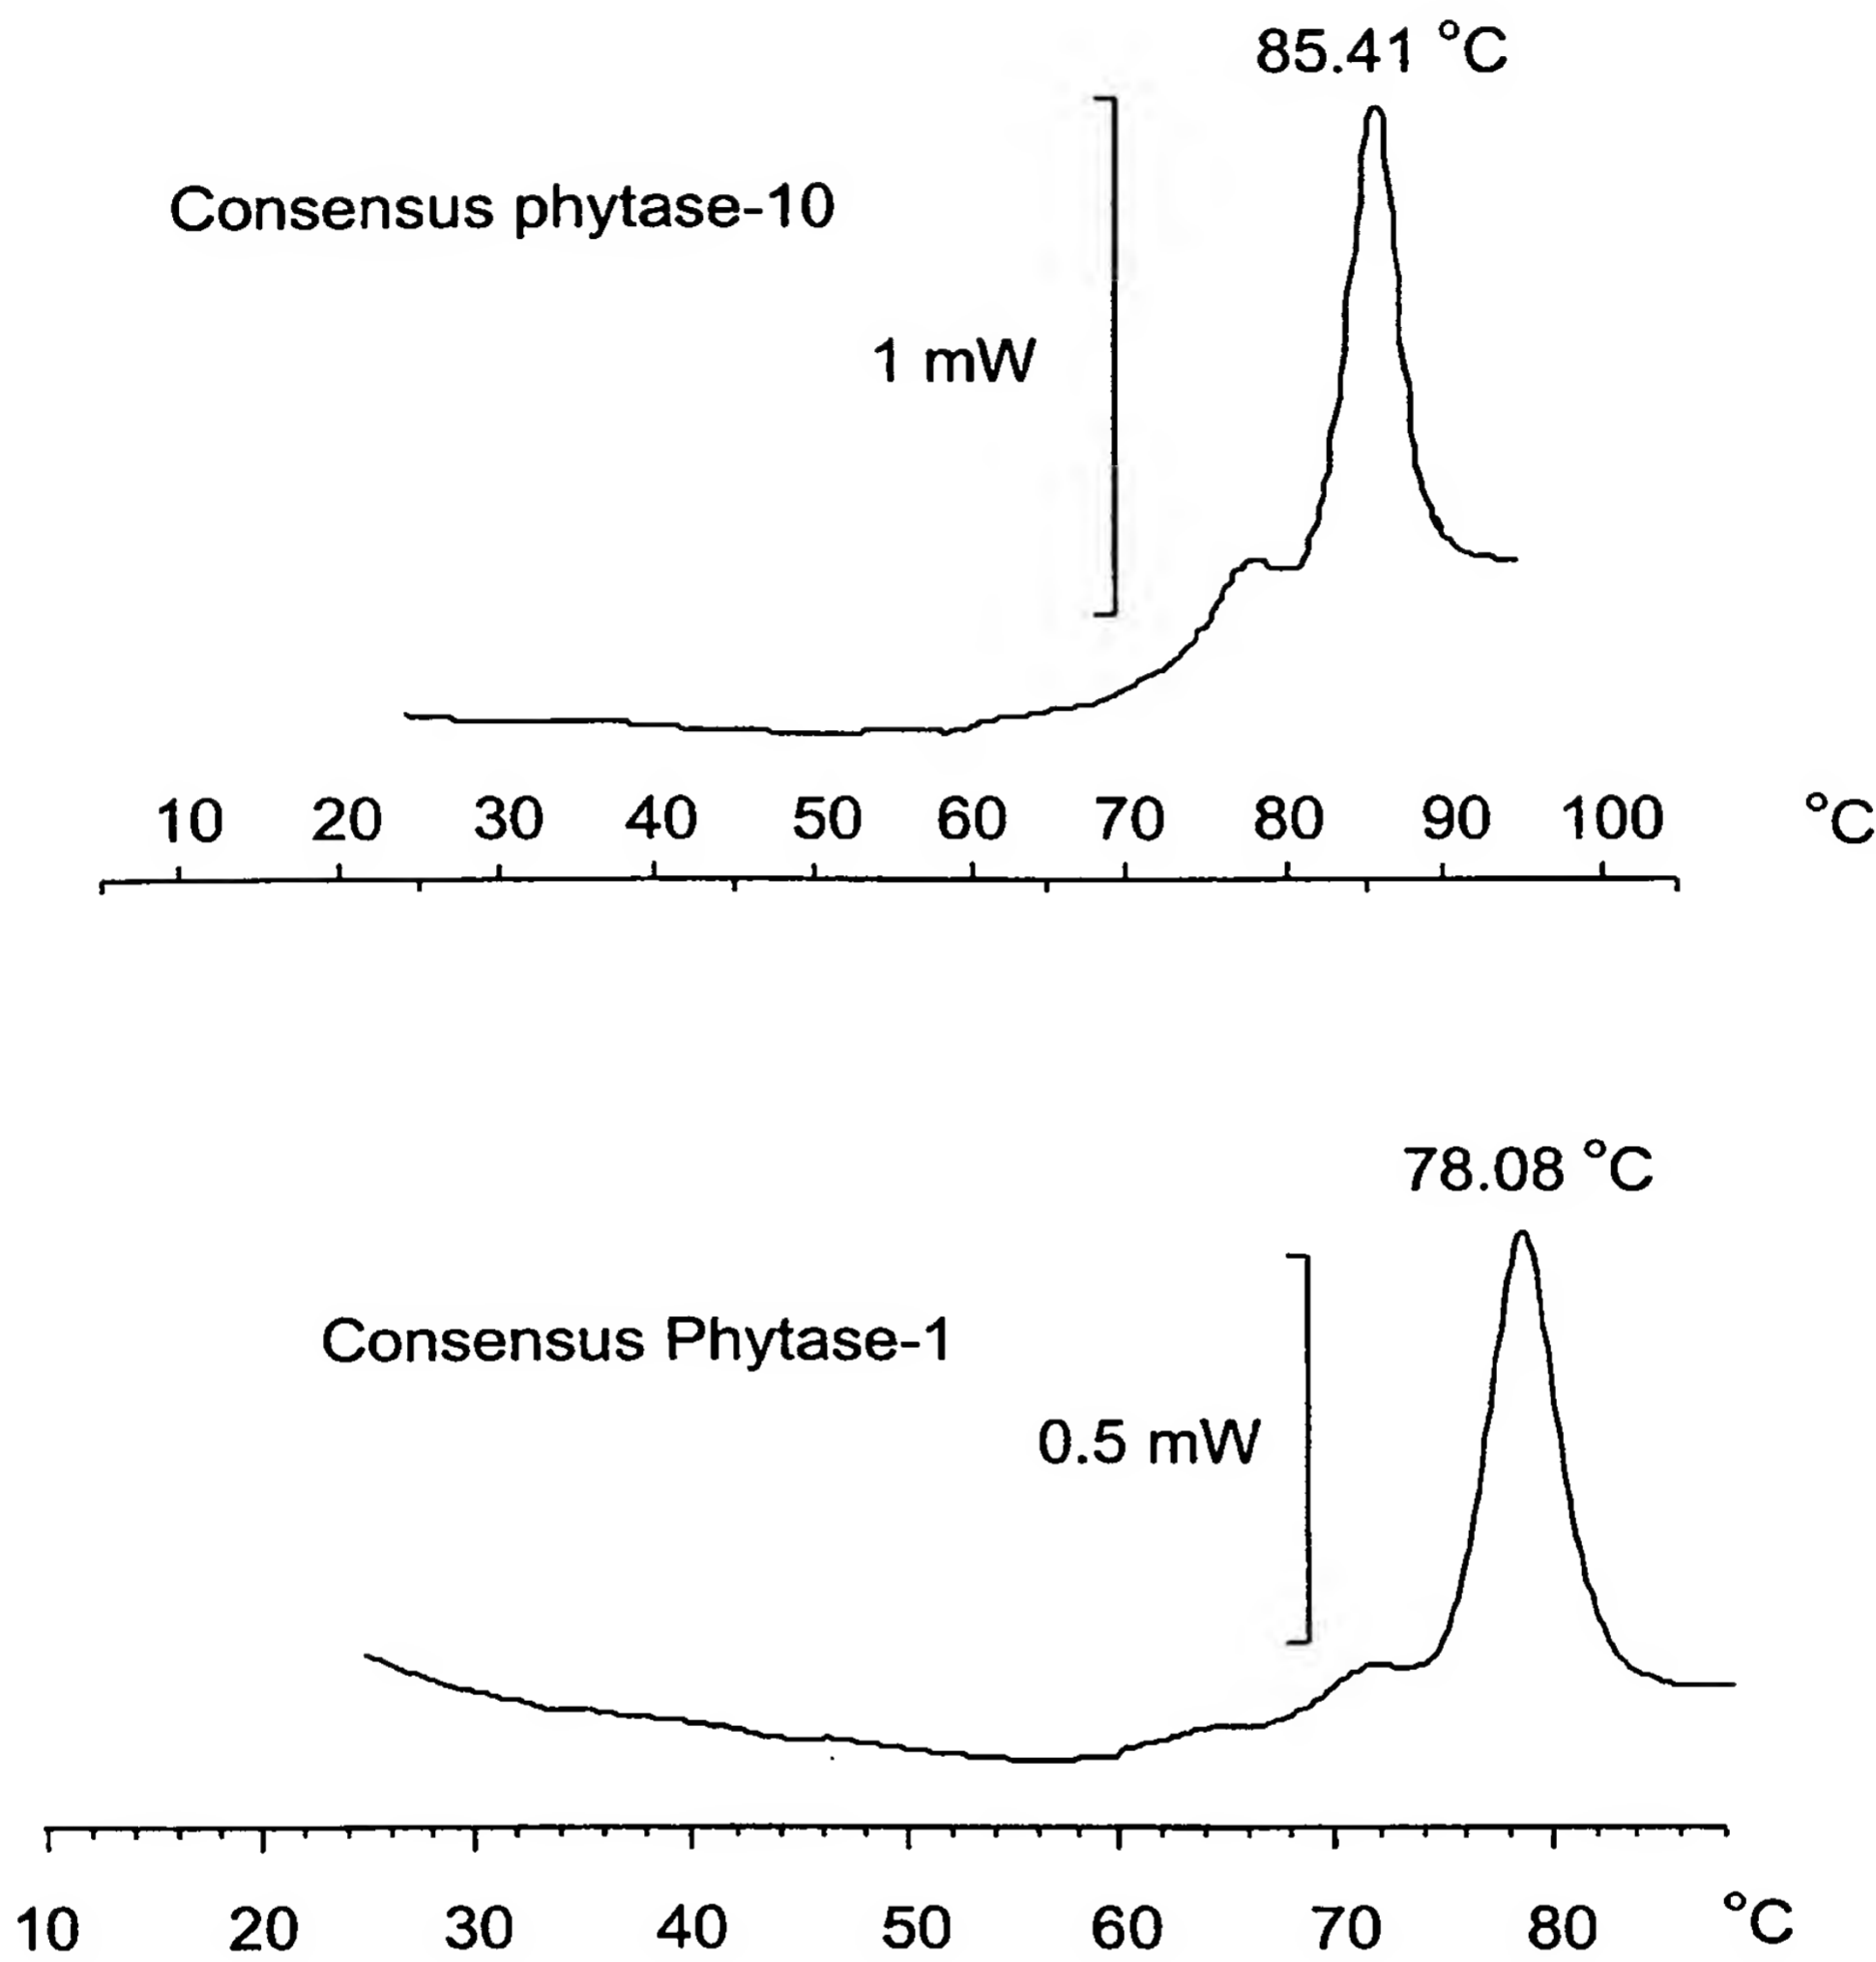 85.41 °C
Consensus phytase-10
1 mW
10 20 30 40 50 60 70 80 90 100 °C
78.08 °C
Consensus Phytase-1
0.5 mW
10 20 30 40 50 60 70 80 °C